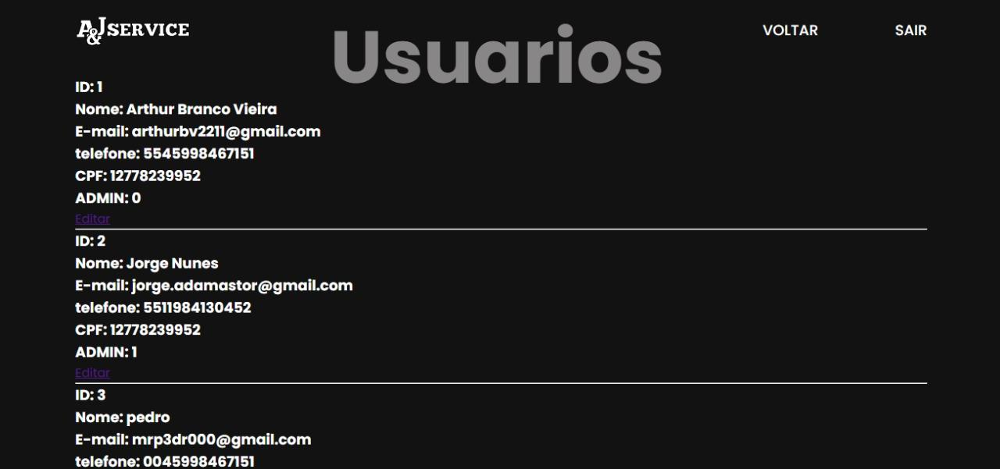 A&JSERVICE
Usuarios
VOLTAR
SAIR
ID: 1
Nome: Arthur Branco Vieira
E-mail: arthurbv2211@gmail.com
telefone: 5545998467151
CPF: 12778239952
ADMIN: 0
Editar
ID: 2
Nome: Jorge Nunes
E-mail: jorge.adamastor@gmail.com
telefone: 5511984130452
CPF: 12778239952
ADMIN: 1
Editar
ID: 3
Nome: pedro
E-mail: mrp3dr000@gmail.com
telefone: 0045998467151